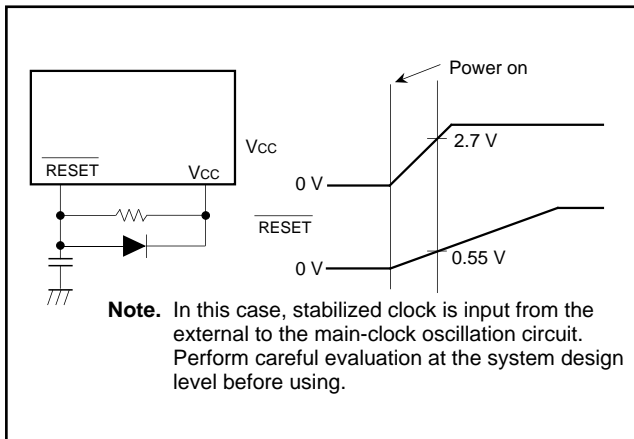 Power on
VCC
2.7 V
RESET
VCC
0 V
RESET
0.55 V
0 V
Note. In this case, stabilized clock is input from the
external to the main-clock oscillation circuit.
Perform careful evaluation at the system design
level before using.